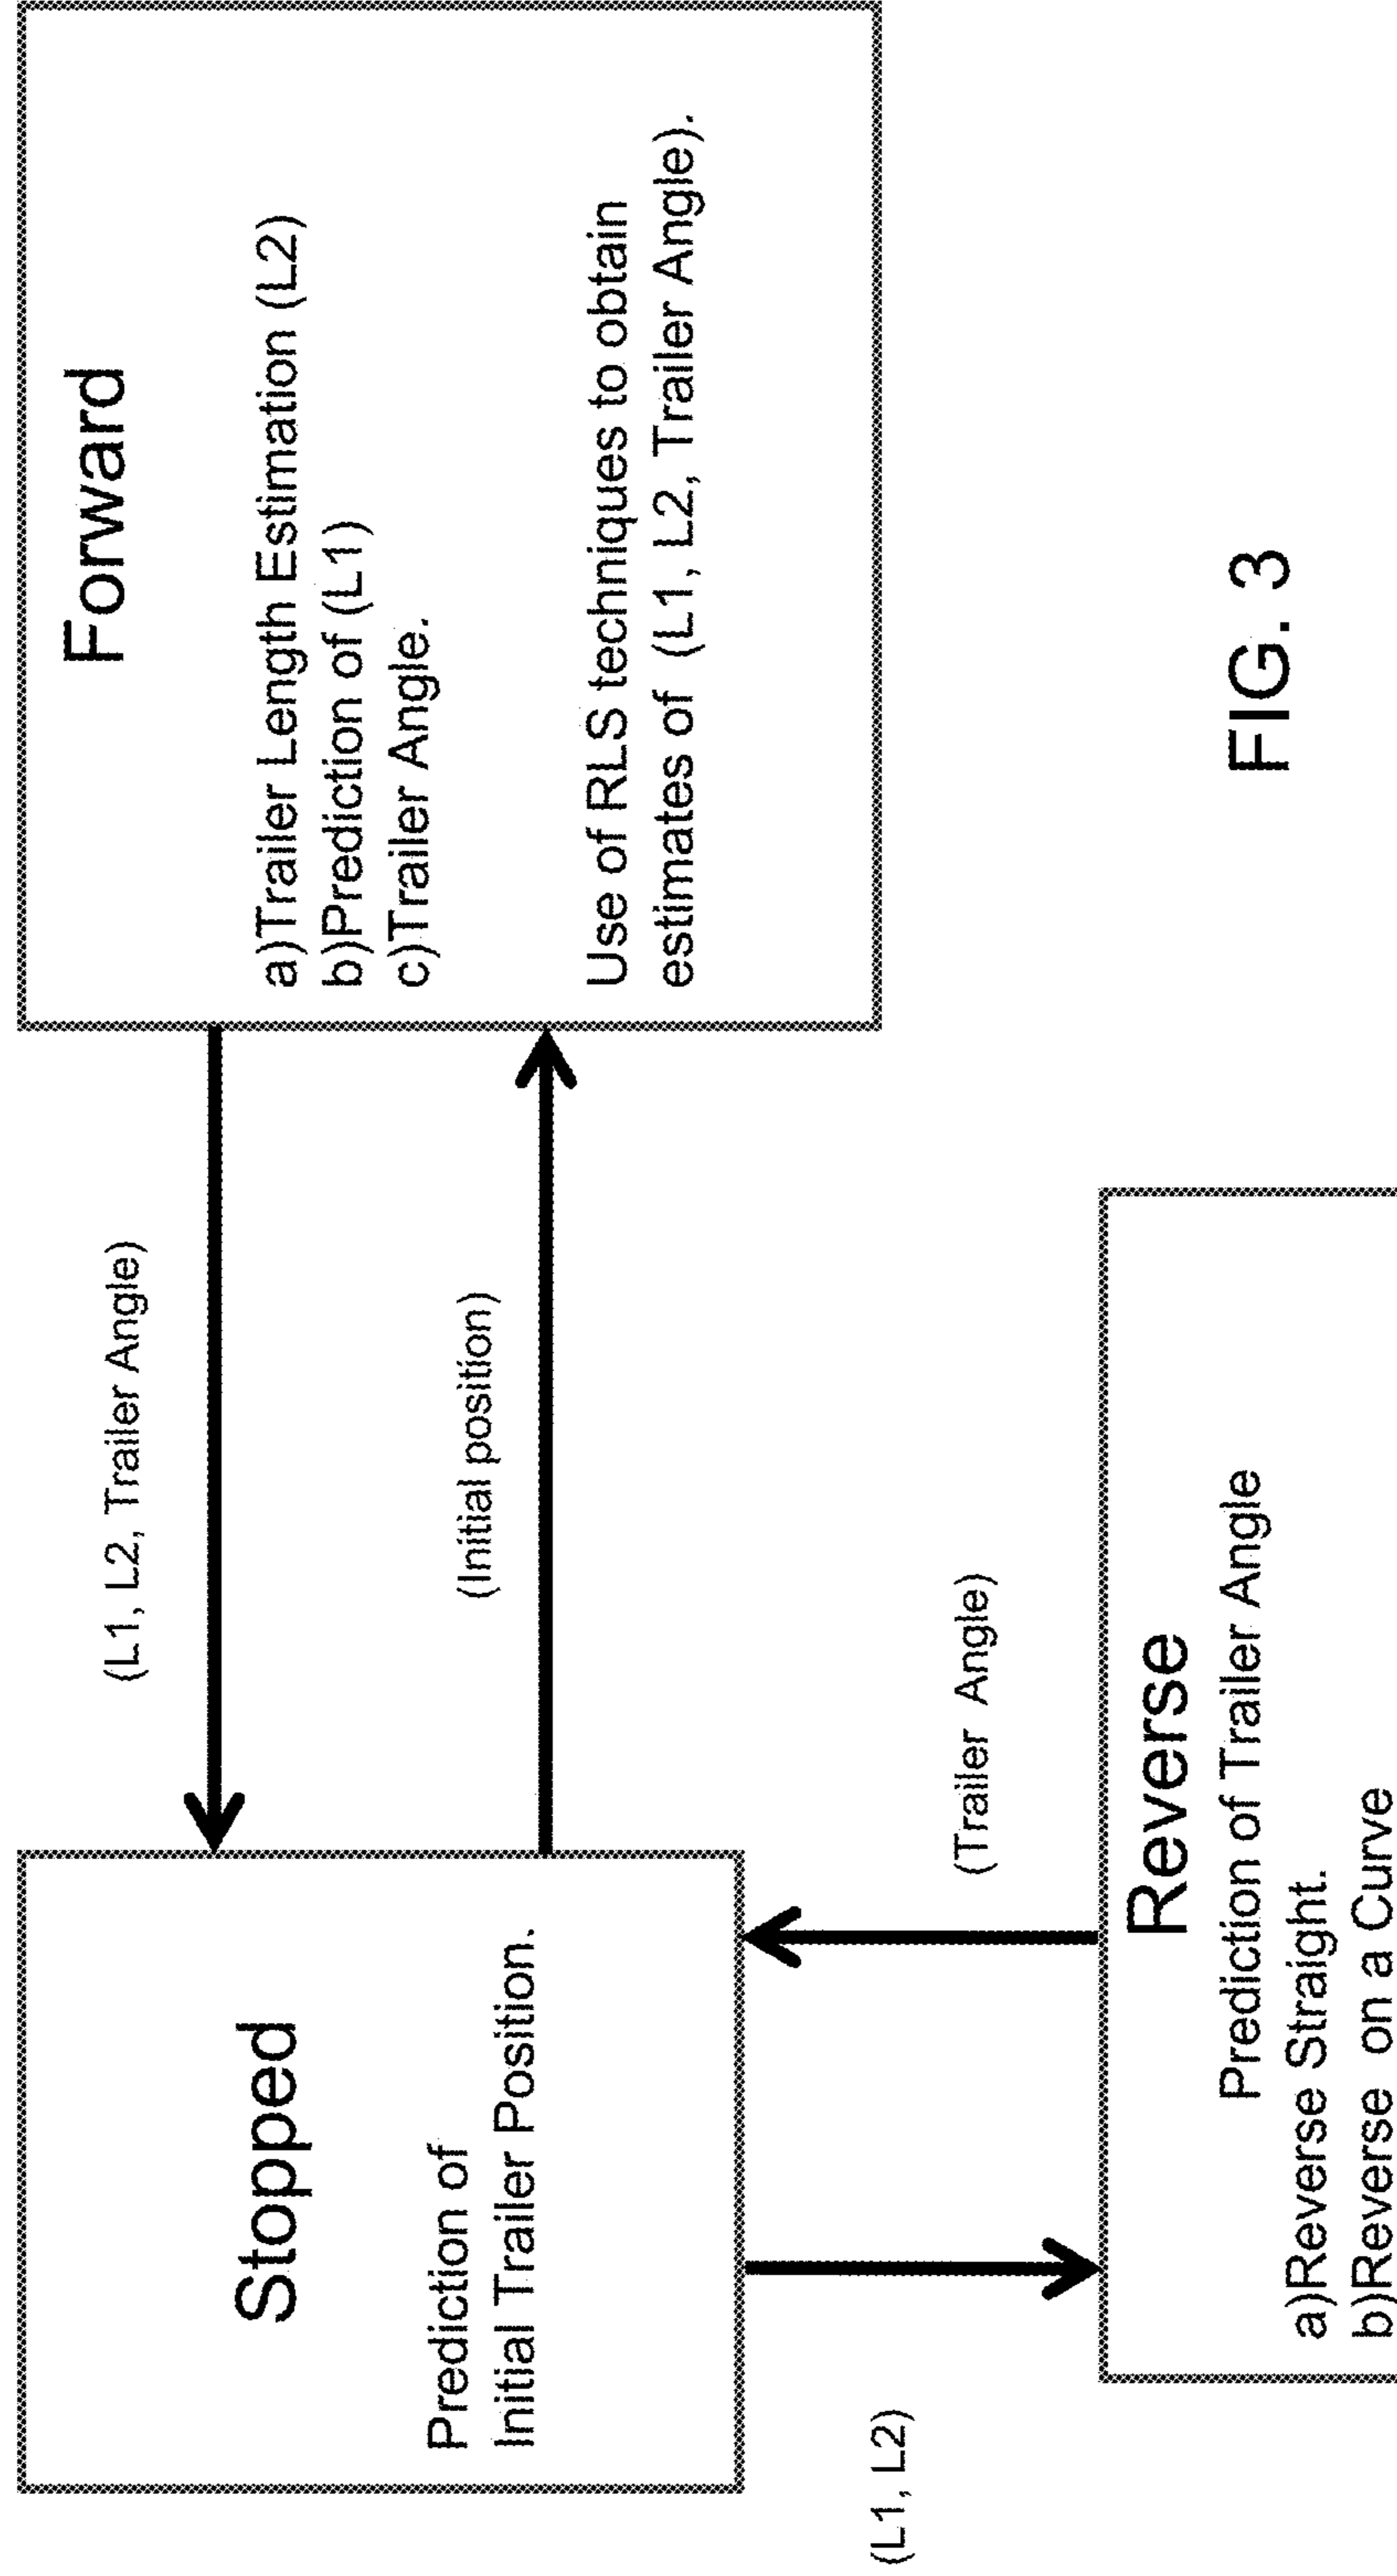 Stopped
Prediction of
Initial Trailer Position.
(L1, L2, Trailer Angle)
(Initial position)
Forward
a)Trailer Length Estimation (L2)
b)Prediction of (L1)
c)Trailer Angle.
Use of RLS techniques to obtain
estimates of (L1, L2, Trailer Angle).
(L1, L2)
(Trailer Angle)
Reverse
Prediction of Trailer Angle
a)Reverse Straight.
b)Reverse on a Curve
FIG. 3